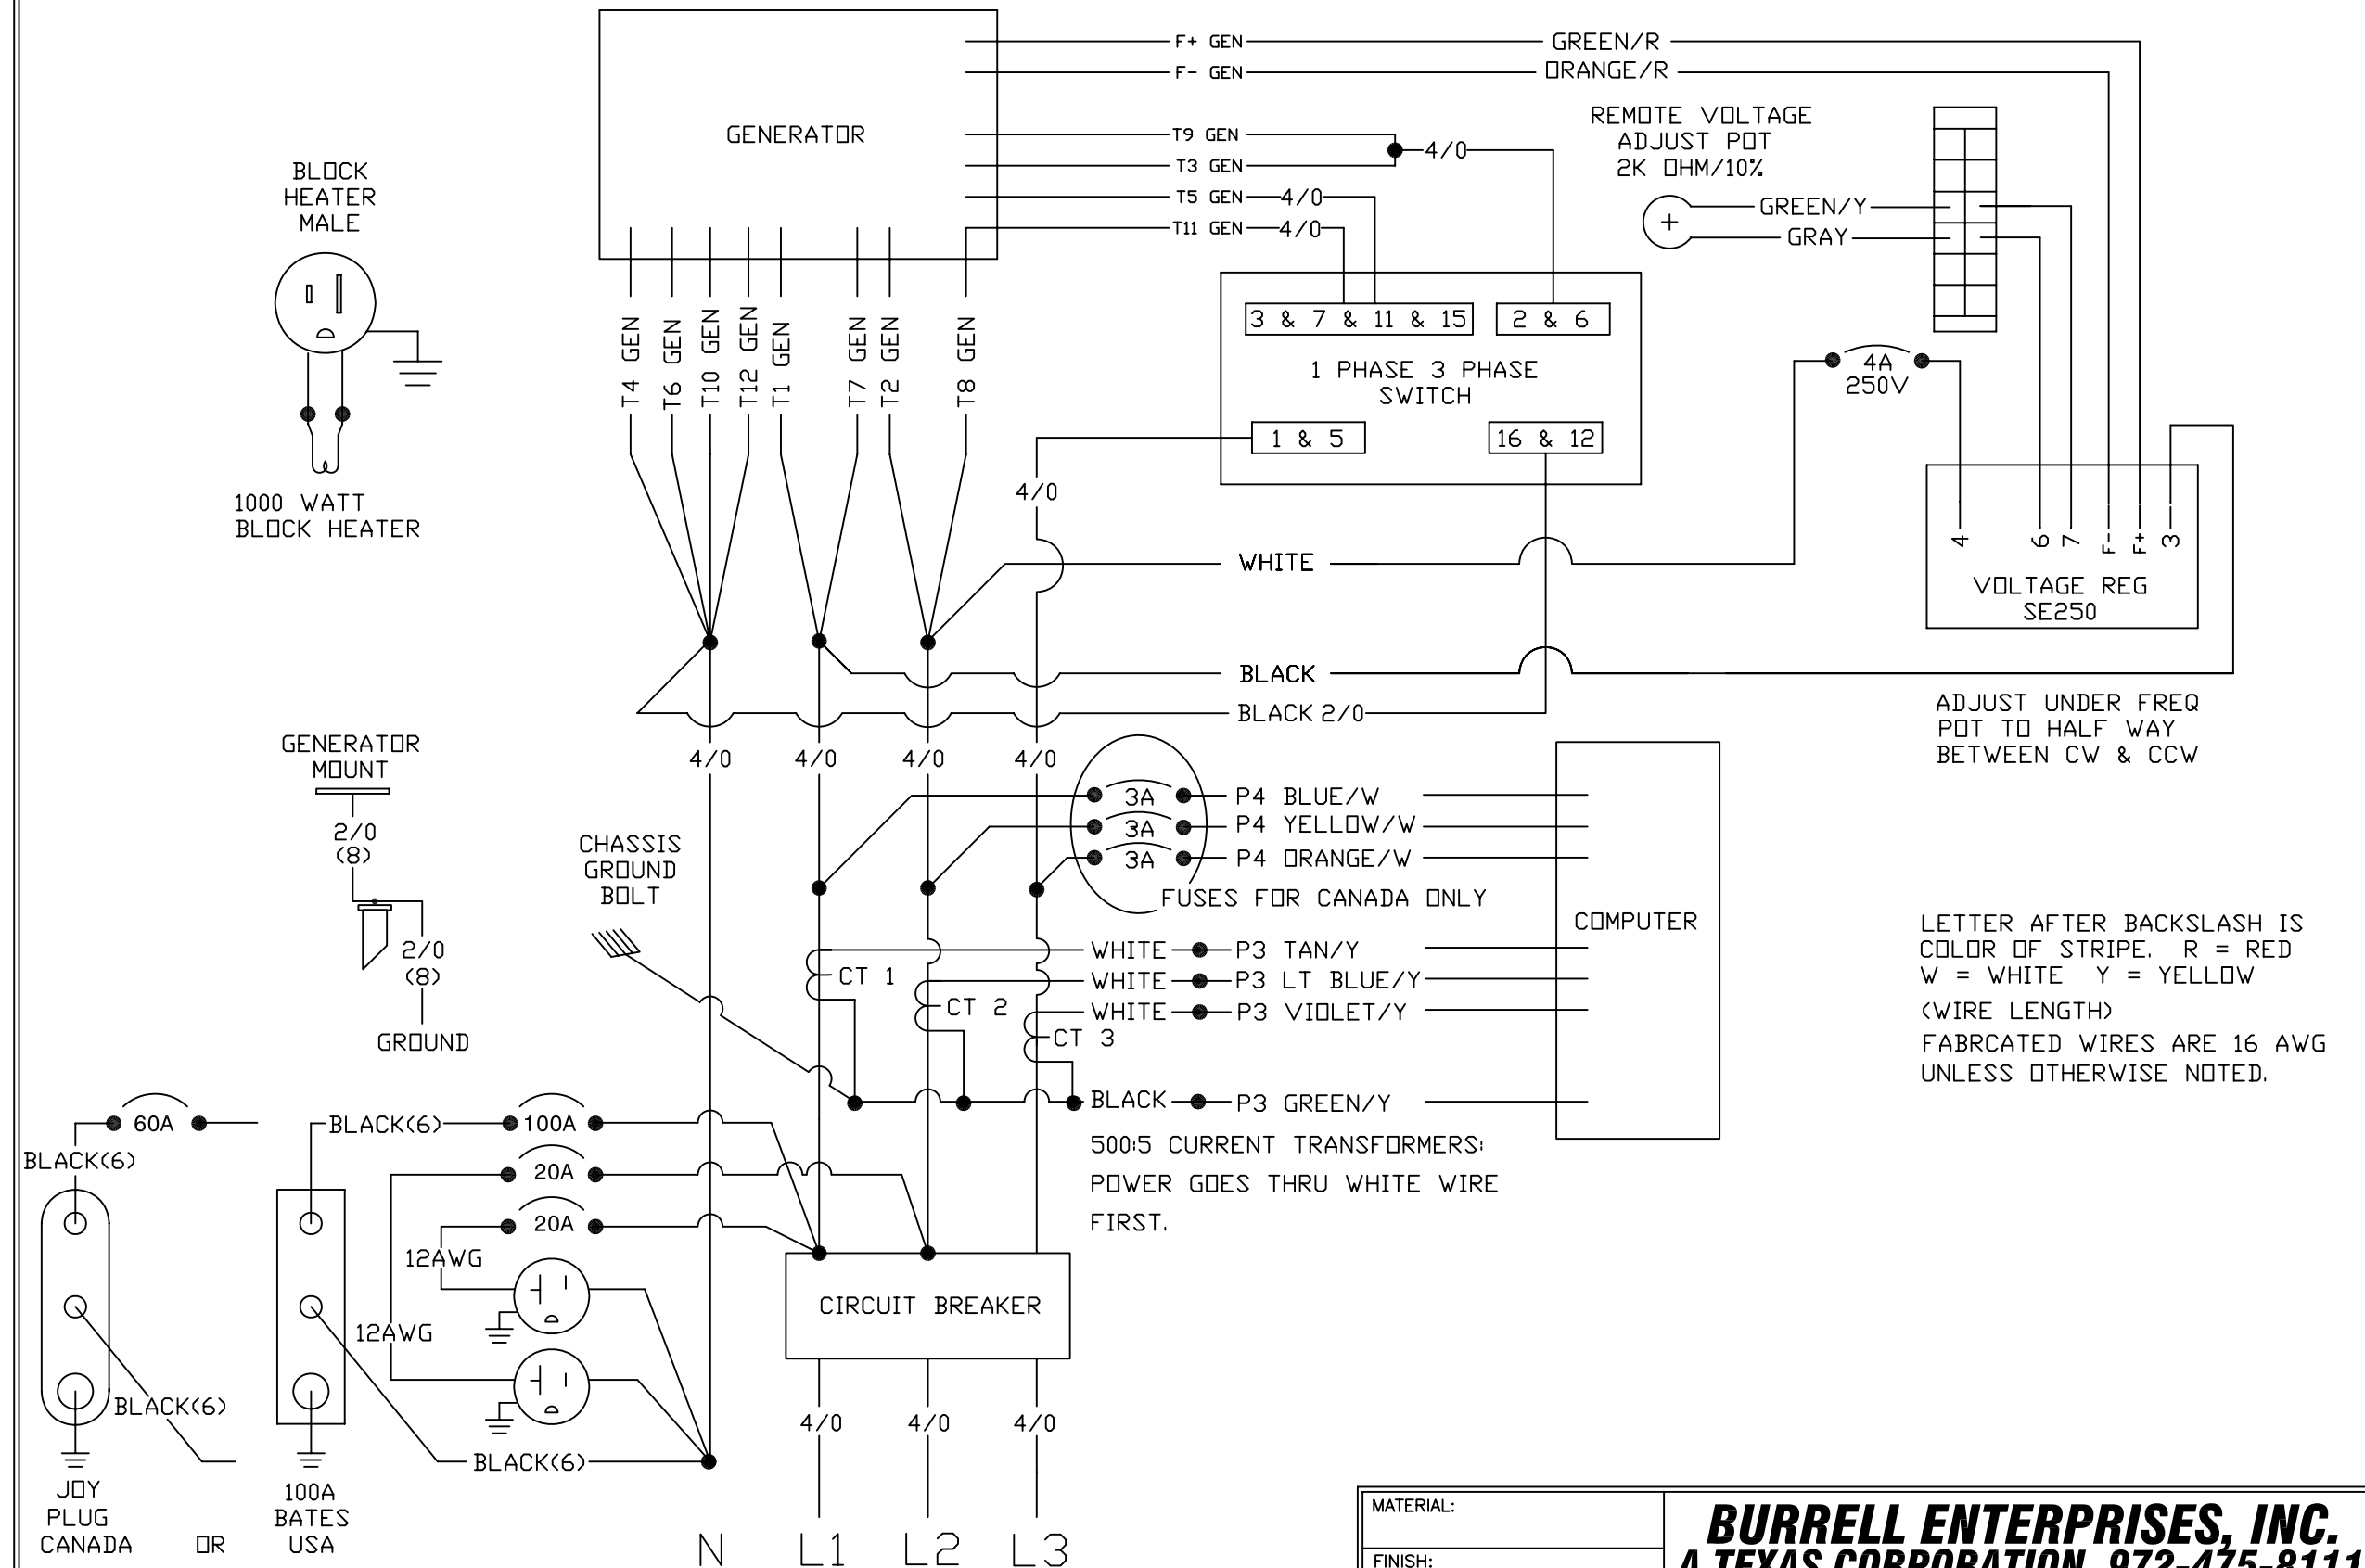 GENERATOR
F+ GEN
GREEN/R
F- GEN
ORANGE/R
T9 GEN
T3 GEN
4/0
T5 GEN
4/0
T11 GEN
4/0
REMOTE VOLTAGE
ADJUST POT
2K OHM/10%
+
GREEN/Y
GRAY
BLOCK
HEATER
MALE
1000 WATT
BLOCK HEATER
T4 GEN
T6 GEN
T10 GEN
T12 GEN
T1 GEN
T7 GEN
T2 GEN
T8 GEN
3 & 7 & 11 & 15
2 & 6
1 PHASE 3 PHASE
SWITCH
1 & 5
16 & 12
4/0
4A
250V
4
6
7
F-
F+
3
VOLTAGE REG
SE250
WHITE
BLACK
BLACK 2/0
ADJUST UNDER FREQ
POT TO HALF WAY
BETWEEN CW & CCW
GENERATOR
MOUNT
2/0
(8)
2/0
(8)
GROUND
CHASSIS
GROUND
BOLT
4/0
4/0
4/0
4/0
3A
P4 BLUE/W
3A
P4 YELLOW/W
3A
P4 ORANGE/W
FUSES FOR CANADA ONLY
COMPUTER
WHITE
P3 TAN/Y
CT 1
WHITE
P3 LT BLUE/Y
CT 2
WHITE
P3 VIOLET/Y
CT 3
BLACK
P3 GREEN/Y
500:5 CURRENT TRANSFORMERS:
POWER GOES THRU WHITE WIRE
FIRST.
LETTER AFTER BACKSLASH IS
COLOR OF STRIPE. R = RED
W = WHITE Y = YELLOW
(WIRE LENGTH)
FABRCATED WIRES ARE 16 AWG
UNLESS OTHERWISE NOTED.
60A
BLACK(6)
BLACK(6)
100A
20A
20A
12AWG
12AWG
BLACK(6)
BLACK(6)
CIRCUIT BREAKER
4/0
4/0
4/0
JOY
PLUG
CANADA
OR
100A
BATES
USA
N
L1
L2
L3
MATERIAL:
FINISH:
BURRELL ENTERPRISES, INC.
A TEXAS CORPORATION 972-475-8111